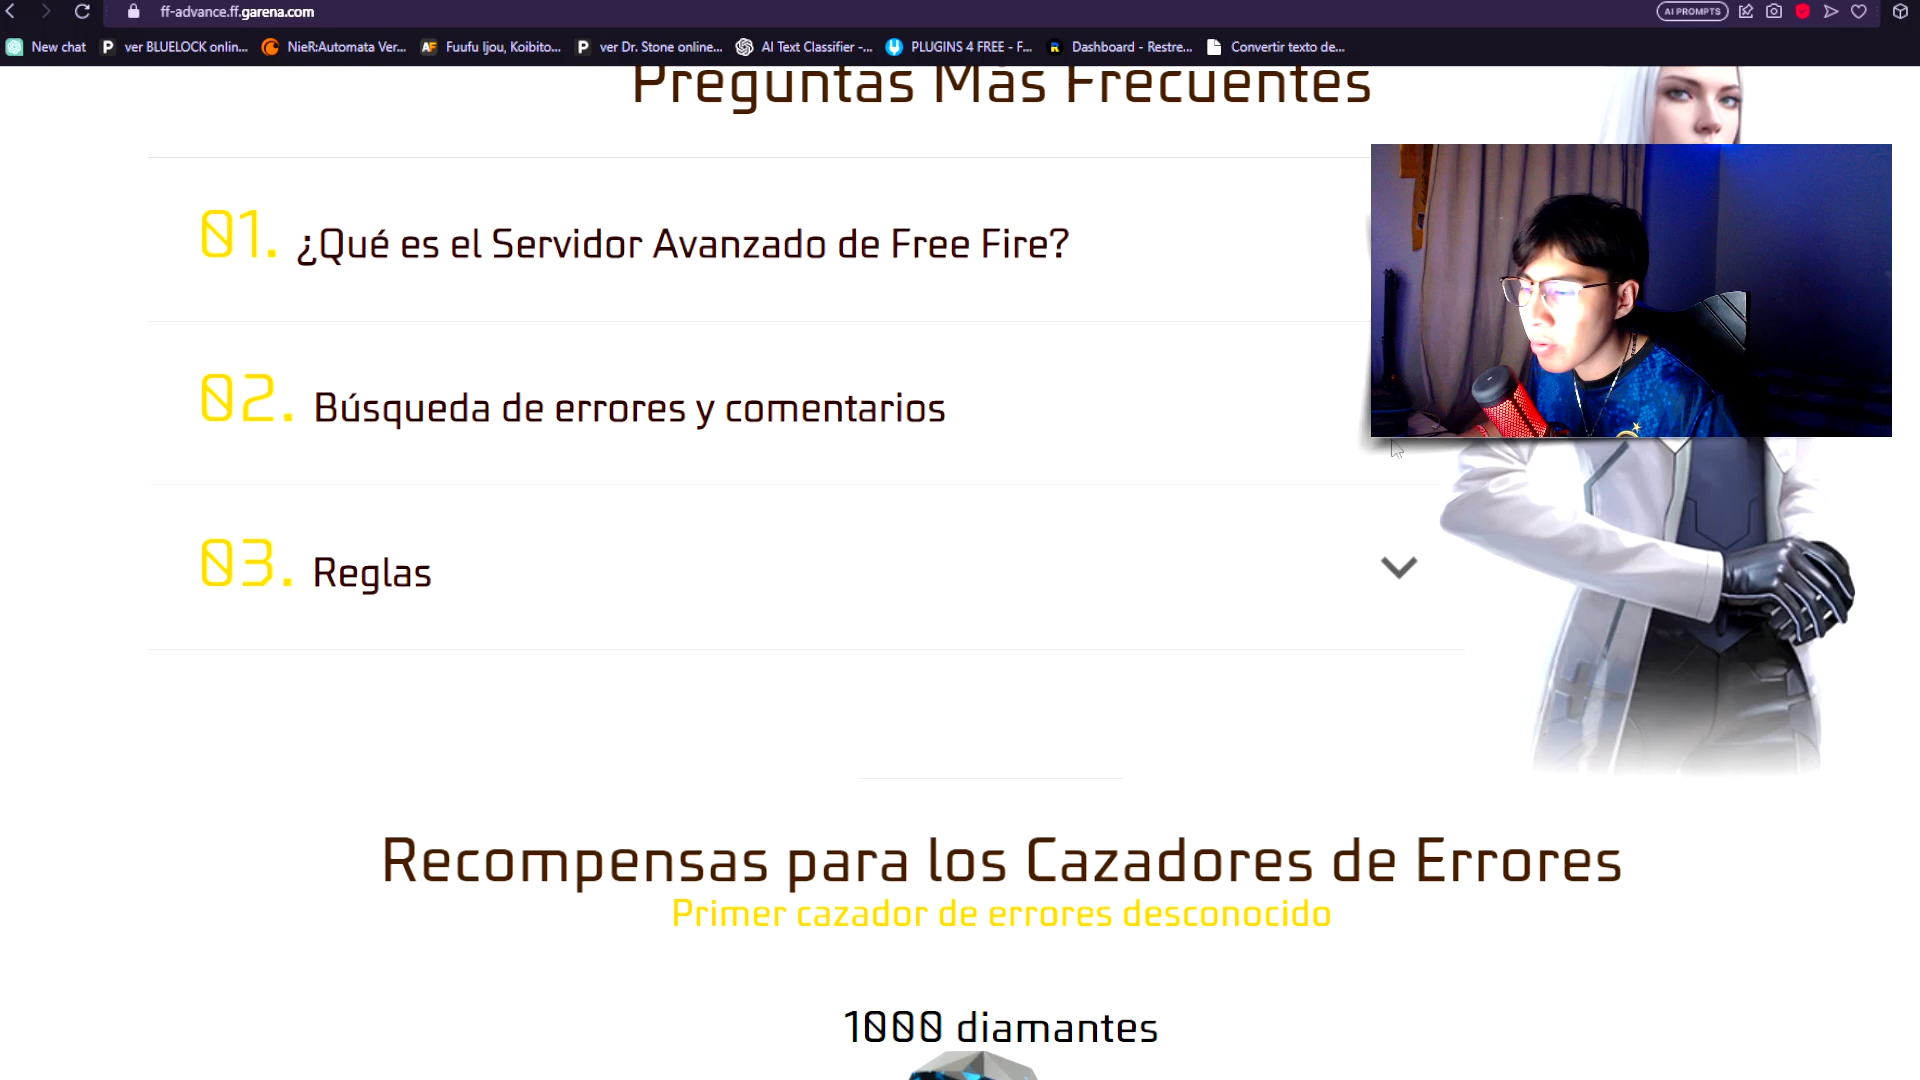 ff-advance.ff.garena.com
AI PROMPTS
New chat
ver BLUELOCK onlin...
NieR:Automata Ver...
AF
Fuufu Ijou, Koibito...
ver Dr. Stone online...
AI Text Classifier -...
PLUGINS 4 FREE - F...
R
Dashboard - Restre...
Convertir texto de...
Preguntas Más Frecuentes
01. ¿Qué es el Servidor Avanzado de Free Fire?
02. Búsqueda de errores y comentarios
03. Reglas
Recompensas para los Cazadores de Errores
Primer cazador de errores desconocido
1000 diamantes